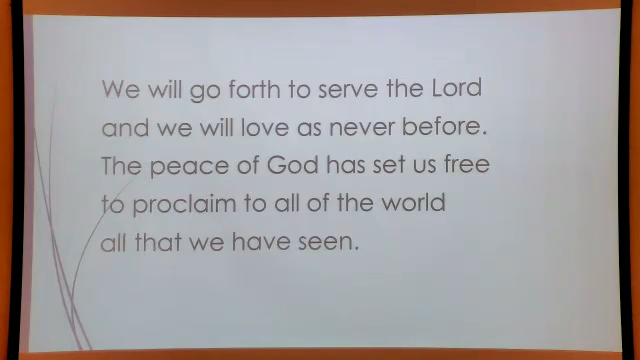 We will go forth to serve the Lord
and we will love as never before.
The peace of God has set us free
to proclaim to all of the world
all that we have seen.